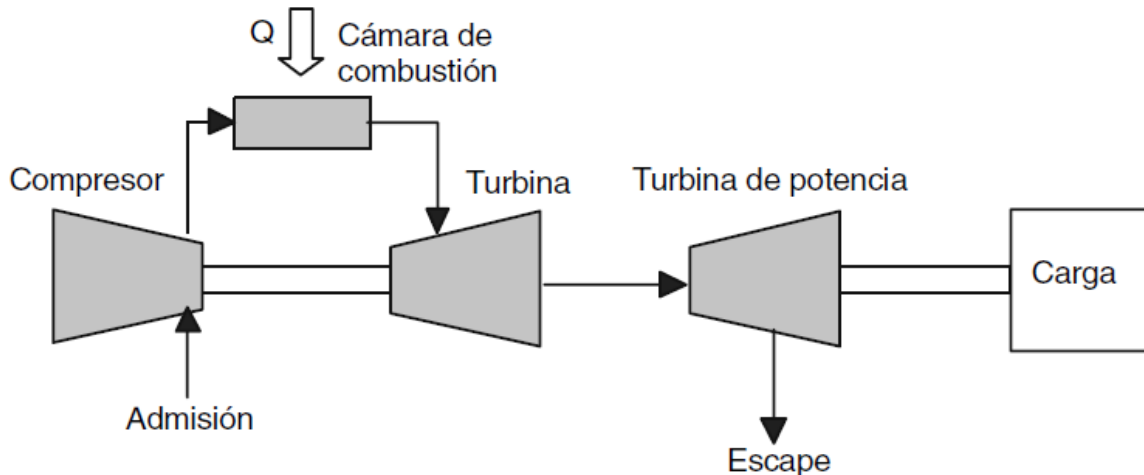 Q
Cámara de
combustión
Compresor
Turbina
Turbina de potencia
Carga
Admisión
Escape